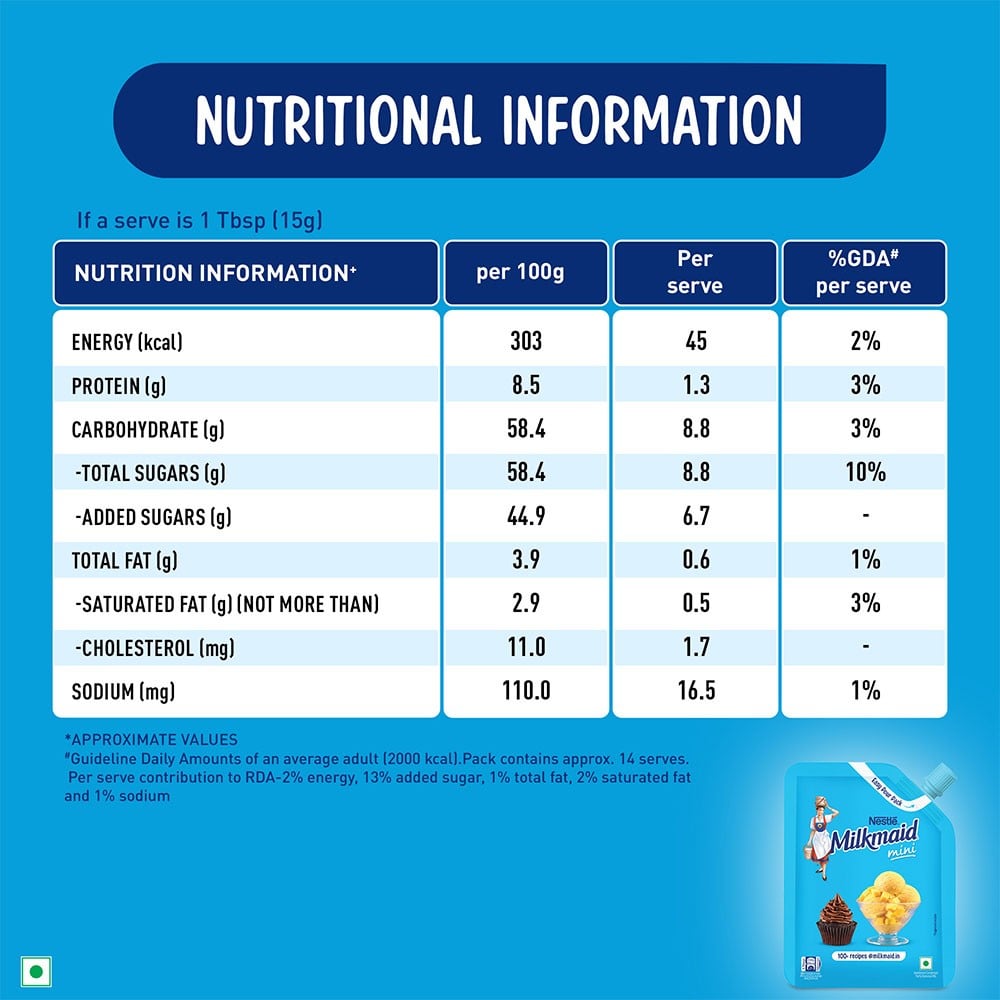 NUTRITIONAL INFORMATION
If a serve is 1 Tbsp (15g)
NUTRITION INFORMATION+ per 100g Per serve %GDA# per serve
ENERGY (kcal) 303 45 2%
PROTEIN (g) 8.5 1.3 3%
CARBOHYDRATE (g) 58.4 8.8 3%
-TOTAL SUGARS (g) 58.4 8.8 10%
-ADDED SUGARS (g) 44.9 6.7 -
TOTAL FAT (g) 3.9 0.6 1%
-SATURATED FAT (g) (NOT MORE THAN) 2.9 0.5 3%
-CHOLESTEROL (mg) 11.0 1.7 -
SODIUM (mg) 110.0 16.5 1%
*APPROXIMATE VALUES
#Guideline Daily Amounts of an average adult (2000 kcal).Pack contains approx. 14 serves.
Per serve contribution to RDA-2% energy, 13% added sugar, 1% total fat, 2% saturated fat
and 1% sodium
Easy Pour Pack
Nestlé
Milkmaid
mini
100+ recipes @milkmaid.in